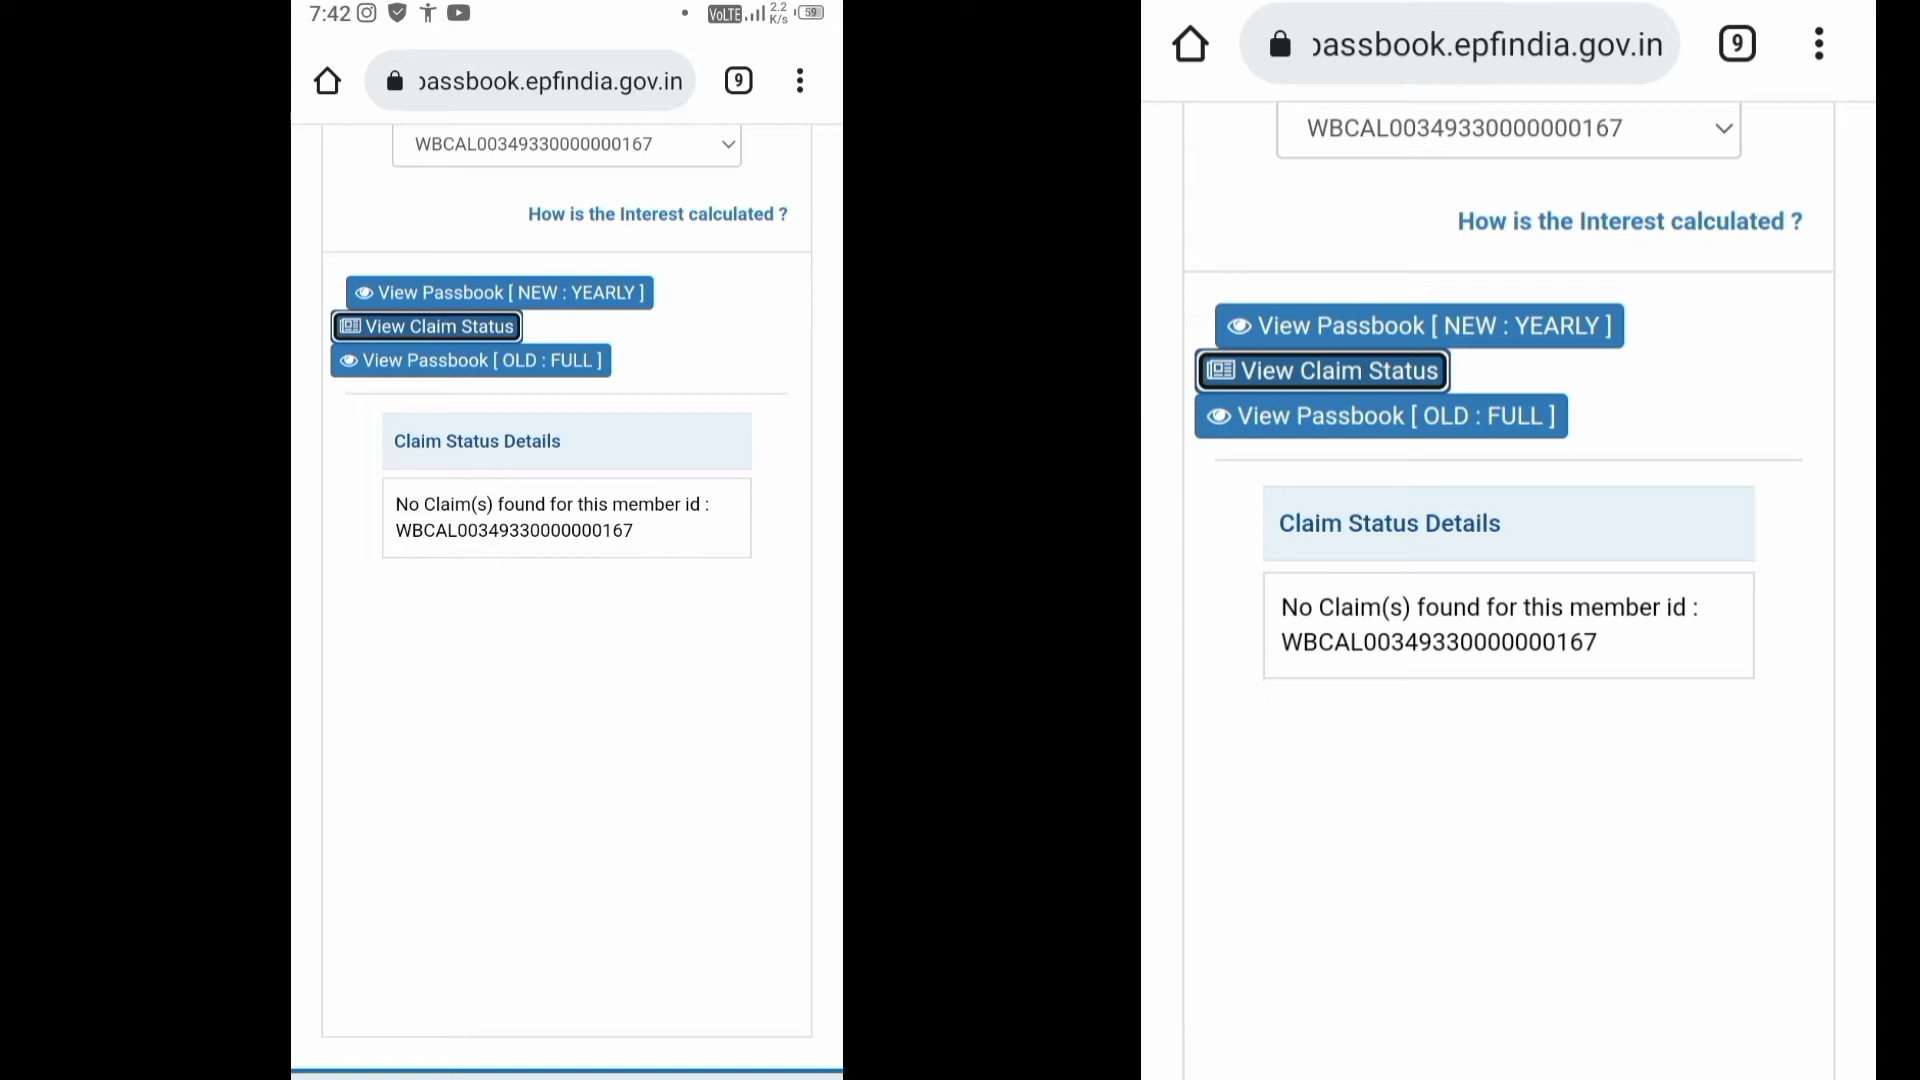 7:42
VoLTE 2.2 K/s 59
passbook.epfindia.gov.in 9
WBCAL00349330000000167
How is the Interest calculated ?
View Passbook [ NEW : YEARLY ]
View Claim Status
View Passbook [ OLD : FULL ]
Claim Status Details
No Claim(s) found for this member id :
WBCAL00349330000000167
passbook.epfindia.gov.in 9
WBCAL00349330000000167
How is the Interest calculated ?
View Passbook [ NEW : YEARLY ]
View Claim Status
View Passbook [ OLD : FULL ]
Claim Status Details
No Claim(s) found for this member id :
WBCAL00349330000000167